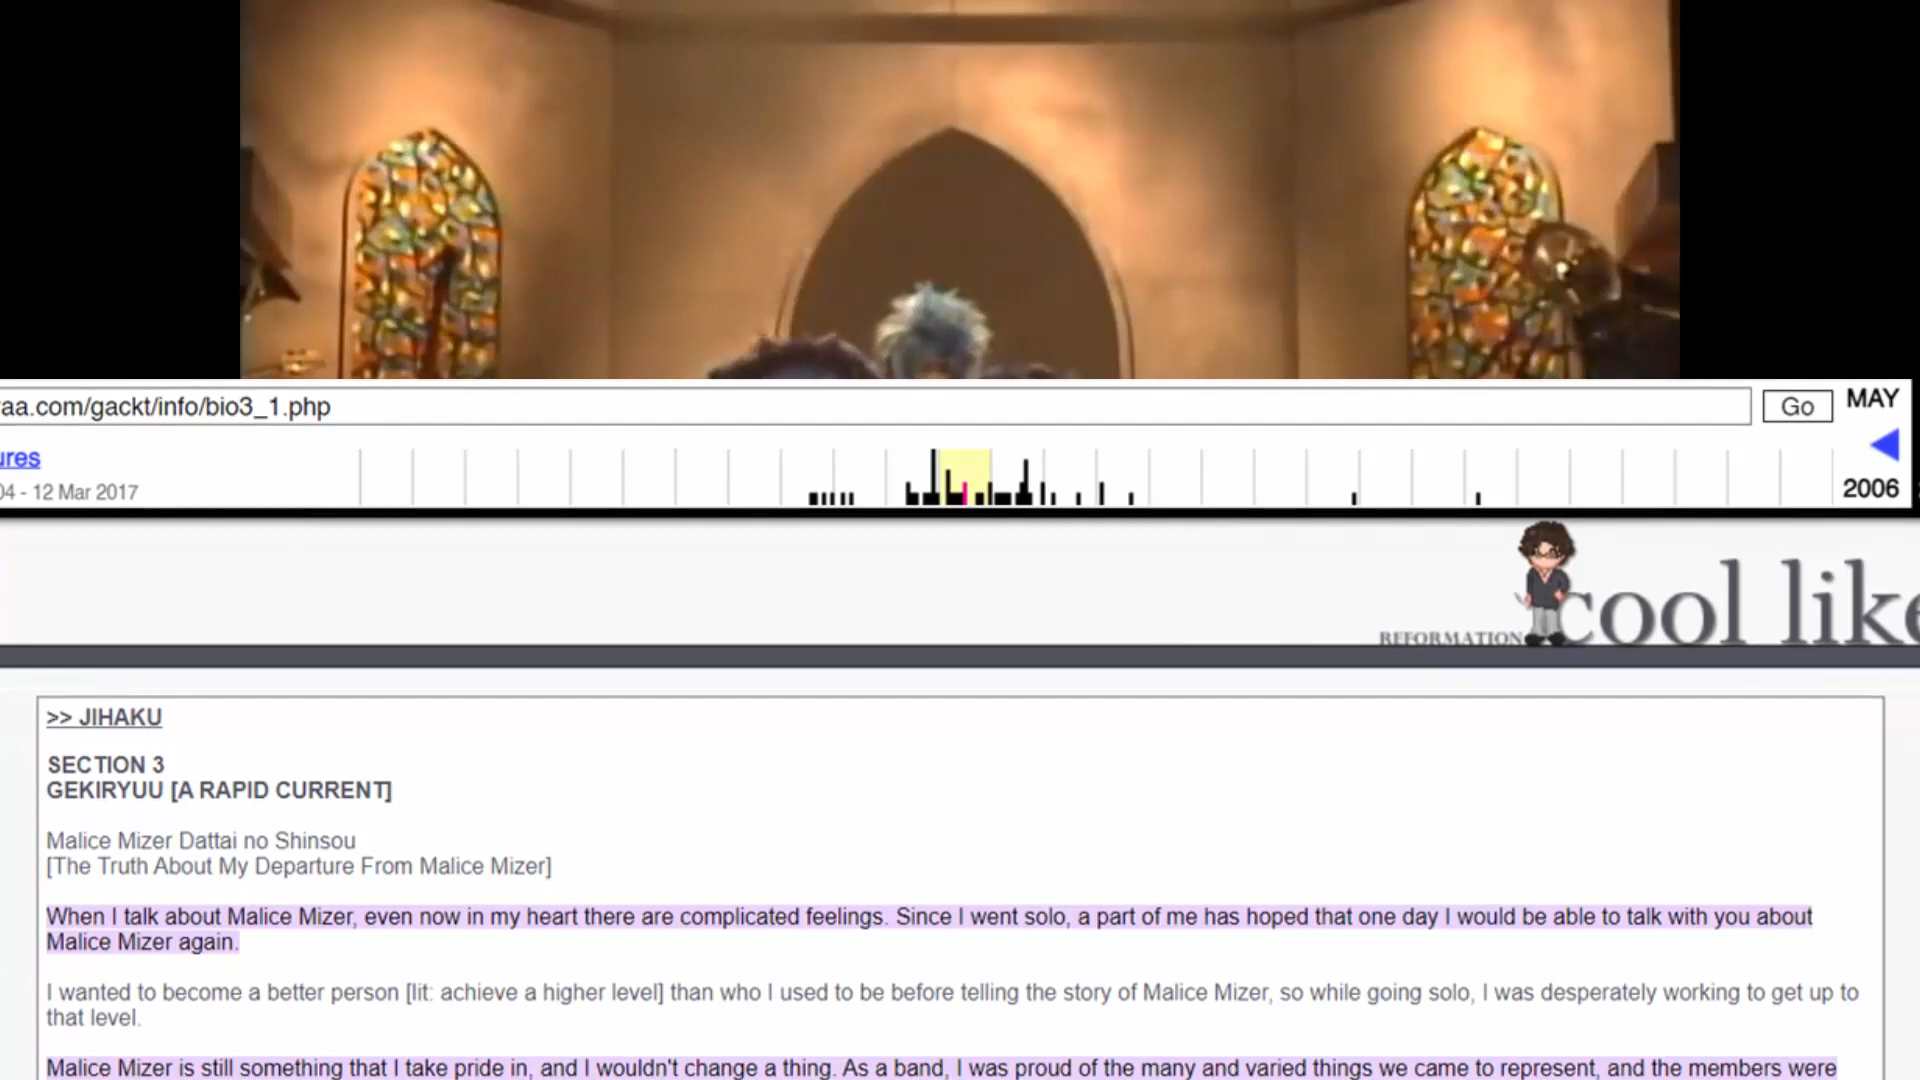 aa.com/gackt/info/bio3_1.php
Go
MAY
ures
04 - 12 Mar 2017
2006
REFORMATION
cool like
>> JIHAKU
SECTION 3
GEKIRYUU [A RAPID CURRENT]
Malice Mizer Dattai no Shinsou
[The Truth About My Departure From Malice Mizer]
When I talk about Malice Mizer, even now in my heart there are complicated feelings. Since I went solo, a part of me has hoped that one day I would be able to talk with you about
Malice Mizer again.
I wanted to become a better person [lit: achieve a higher level] than who I used to be before telling the story of Malice Mizer, so while going solo, I was desperately working to get up to
that level.
Malice Mizer is still something that I take pride in, and I wouldn't change a thing. As a band, I was proud of the many and varied things we came to represent, and the members were